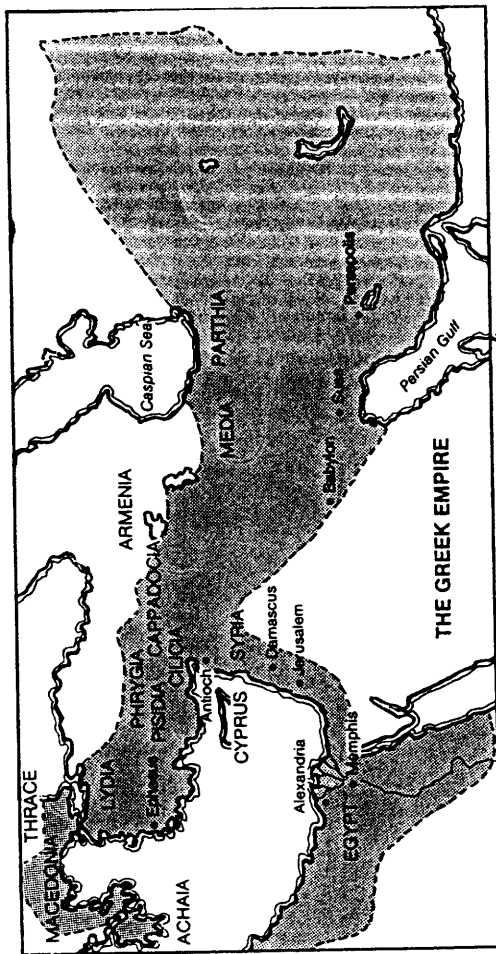 THRACE
MACEDONIA
ACHAIA
LYDIA
Ephesus
PHRYGIA
PISIDIA
CAPPADOCIA
CILICIA
ARMENIA
Antioch
CYPRUS
SYRIA
Damascus
Jerusalem
Alexandria
Memphis
EGYPT
Caspian Sea
MEDIA
PARTHIA
Babylon
Susa
Persepolis
Persian Gulf
THE GREEK EMPIRE